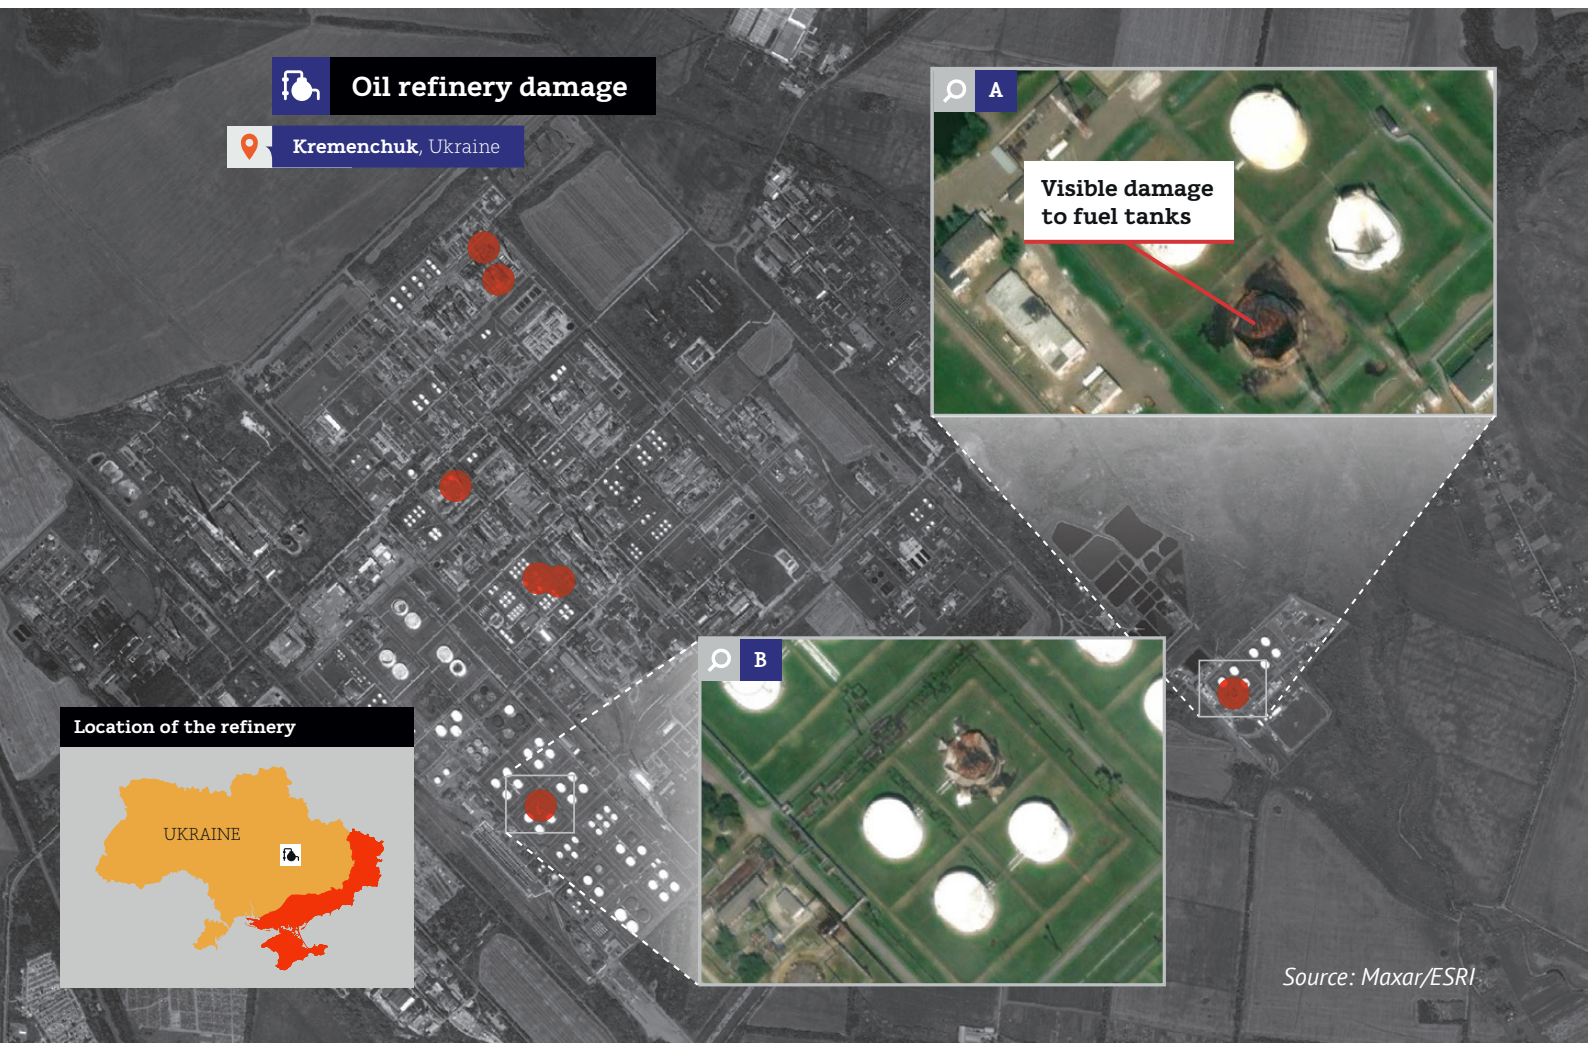 Oil refinery damage
Kremenchuk, Ukraine
A
Visible damage
to fuel tanks
B
Location of the refinery
UKRAINE
Source: Maxar/ESRI